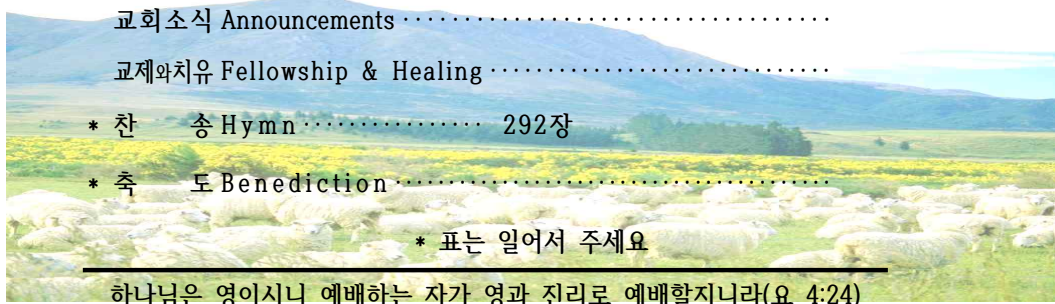 교회소식 Announcements ······································
교제와치유 Fellowship & Healing ······························
* 찬 송 Hymn ················ 292장
* 축 도 Benediction ······································
* 표는 일어서 주세요
하나님은 영이시니 예배하는 자가 영과 진리로 예배할지니라(요 4:24)